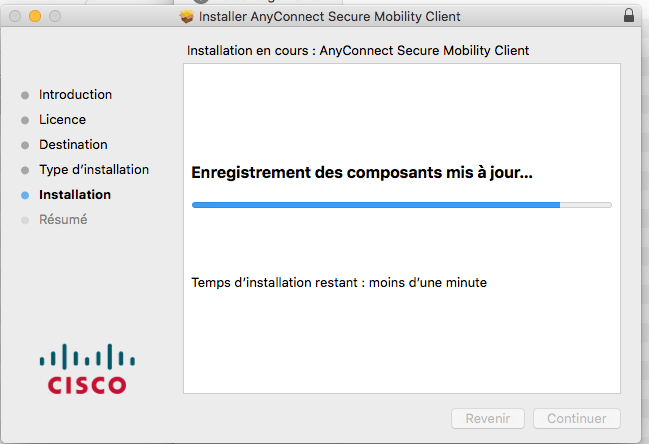 Installer AnyConnect Secure Mobility Client
Installation en cours : AnyConnect Secure Mobility Client
Introduction
Licence
Destination
Type d'installation
Installation
Résumé
Enregistrement des composants mis à jour...
Temps d'installation restant : moins d'une minute
CISCO
Revenir
Continuer